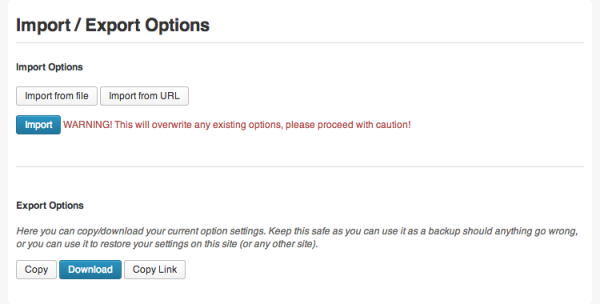 Import / Export Options
Import Options
Import from file Import from URL
Import WARNING! This will overwrite any existing options, please proceed with caution!
Export Options
Here you can copy/download your current option settings. Keep this safe as you can use it as a backup should anything go wrong,
or you can use it to restore your settings on this site (or any other site).
Copy Download Copy Link